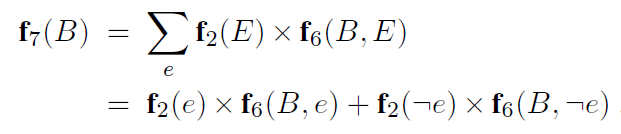 f₇(B) = ∑ₑ f₂(E) × f₆(B, E)
= f₂(e) × f₆(B, e) + f₂(¬e) × f₆(B, ¬e)